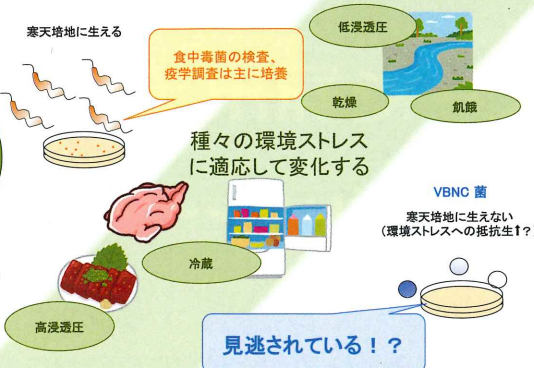 寒天培地に生える
食中毒菌の検査、
疫学調査は主に培養
低浸透圧
乾燥
飢餓
種々の環境ストレス
に適応して変化する
VBNC 菌
寒天培地に生えない
（環境ストレスへの抵抗性↑？）
冷蔵
高浸透圧
見逃されている！？